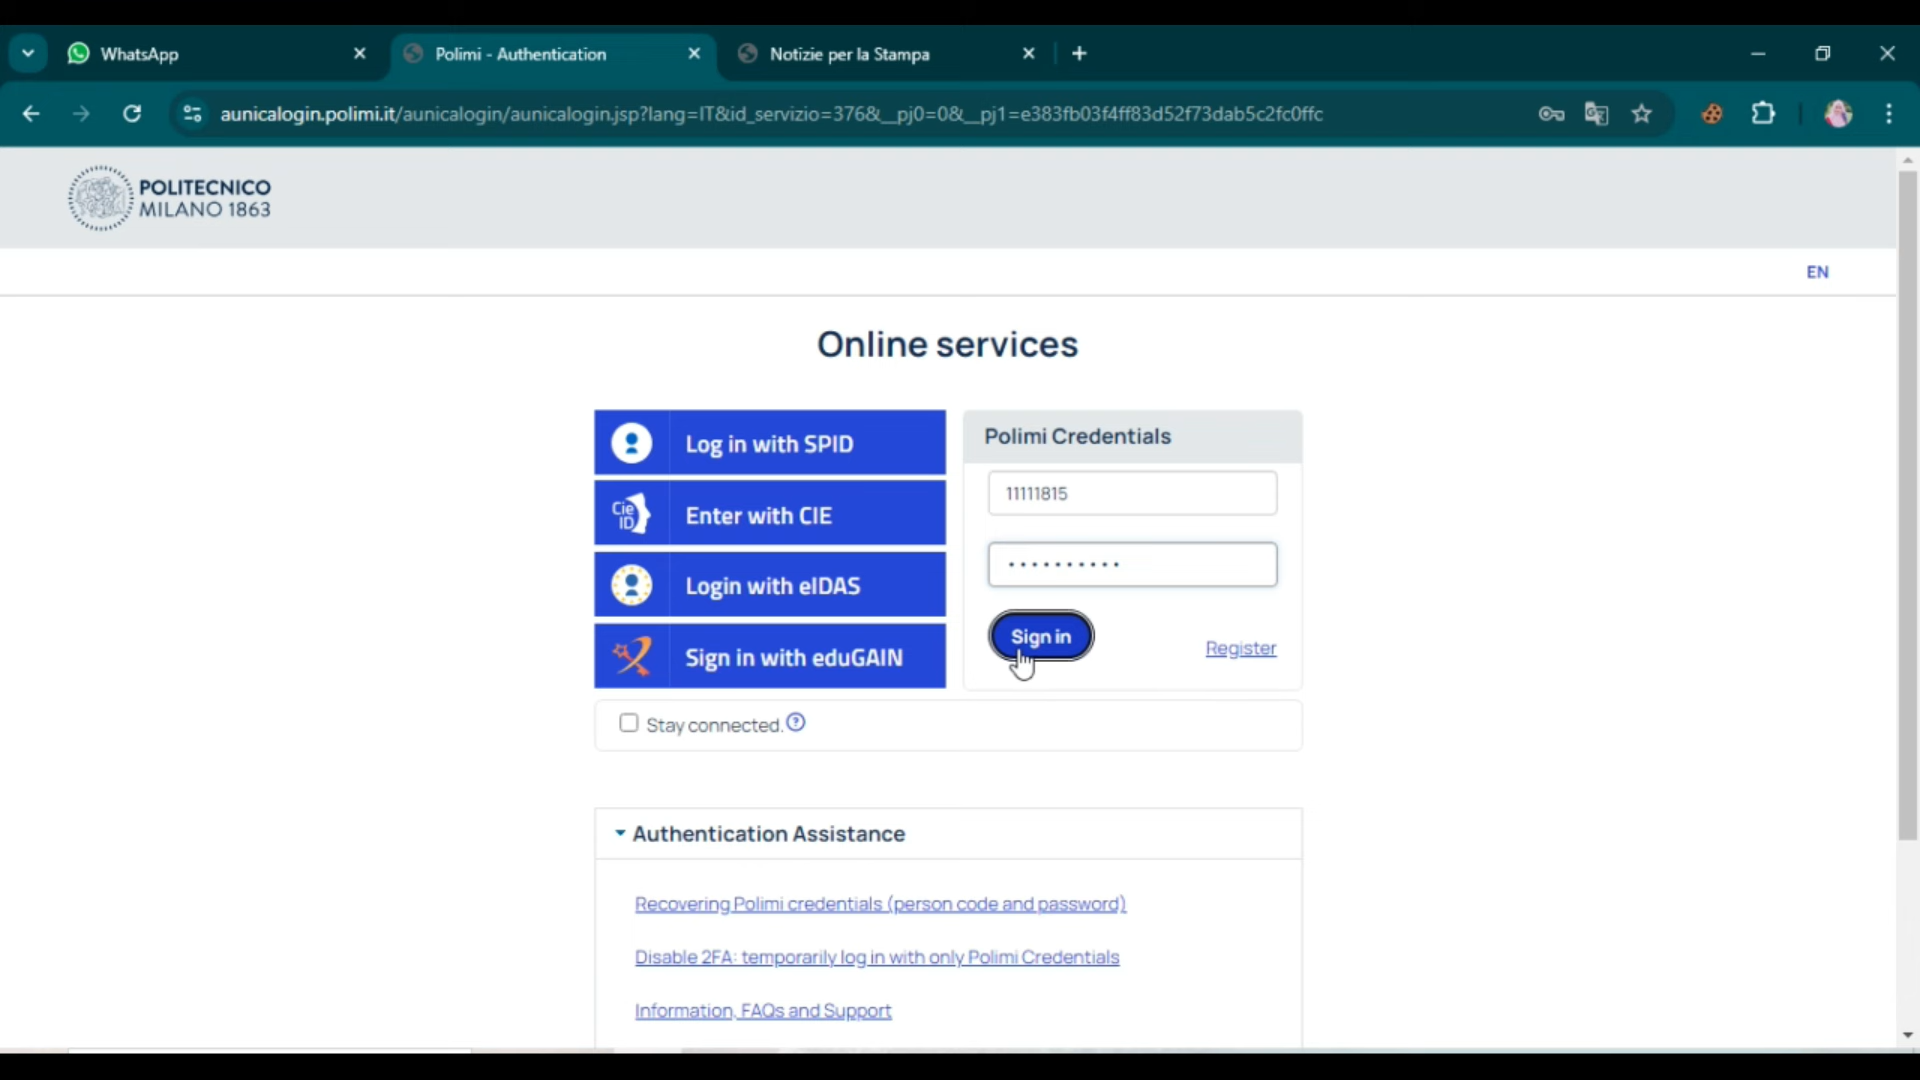 WhatsApp
Polimi - Authentication
Notizie per la Stampa
aunicalogin.polimi.it/aunicalogin/aunicalogin.jsp?lang=IT&id_servizio=376&__pj0=0&__pj1=e383fb03f4ff83d52f73dab5c2fc0ffc
POLITECNICO
MILANO 1863
EN
Online services
Log in with SPID
Cie ID
Enter with CIE
Login with eIDAS
Sign in with eduGAIN
Polimi Credentials
11111815
Sign in
Register
Stay connected. ?
Authentication Assistance
Recovering Polimi credentials (person code and password)
Disable 2FA: temporarily log in with only Polimi Credentials
Information, FAQs and Support